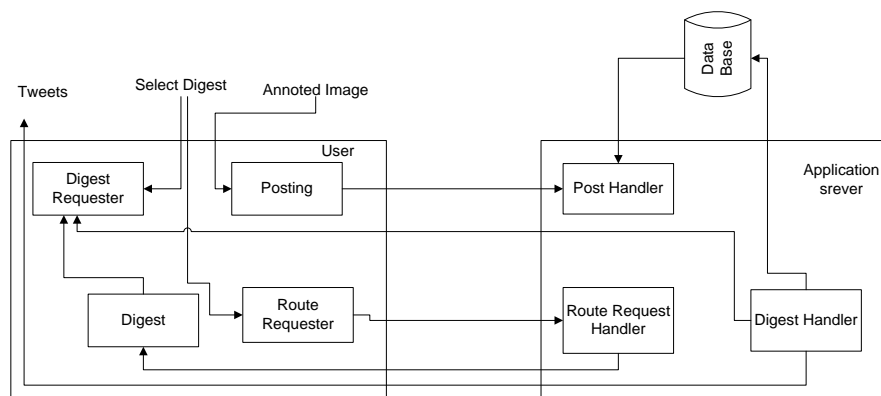 Tweets
Select Digest
Annoted Image
Data
Base
User
Digest
Requester
Posting
Post Handler
Application
srever
Digest
Route
Requester
Route Request
Handler
Digest Handler